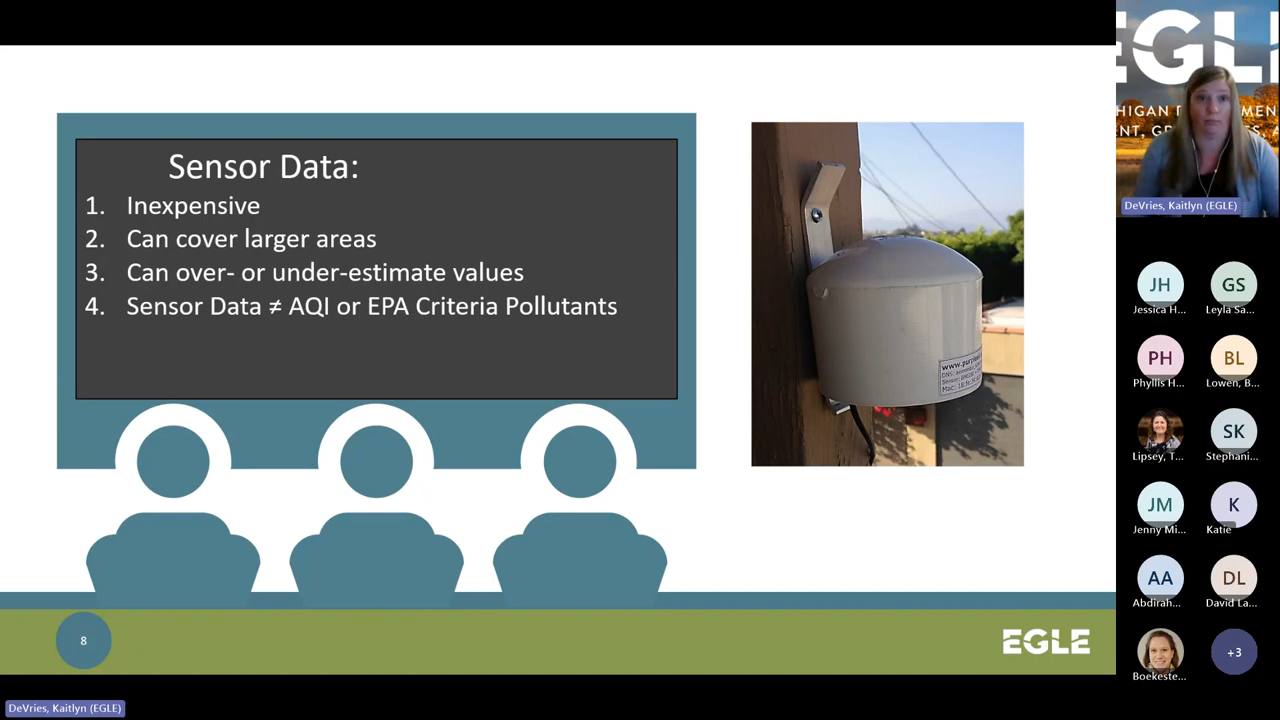 Sensor Data:
1. Inexpensive
2. Can cover larger areas
3. Can over- or under-estimate values
4. Sensor Data ≠ AQI or EPA Criteria Pollutants
8
EGLE
DeVries, Kaitlyn (EGLE)
EGLE
DeVries, Kaitlyn (EGLE)
JH
GS
Jessica H...
Leyla Sa...
PH
BL
Phyllis H...
Lowen, B...
SK
Lipsey, T...
Stephani...
JM
K
Jenny Mi...
Katie
AA
DL
Abdirah...
David La...
+3
Boekeste...